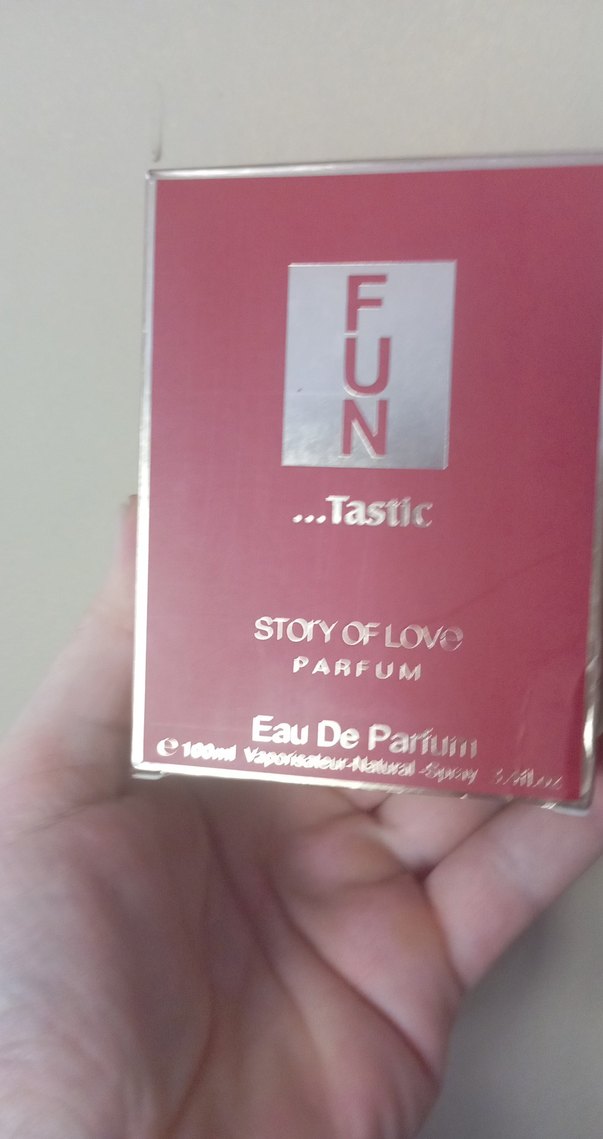 FUN
...Tastic
STOrY OF LOVe
PARFUM
Eau De Parfum
e 100ml Vaporisateur-Natural -Spray